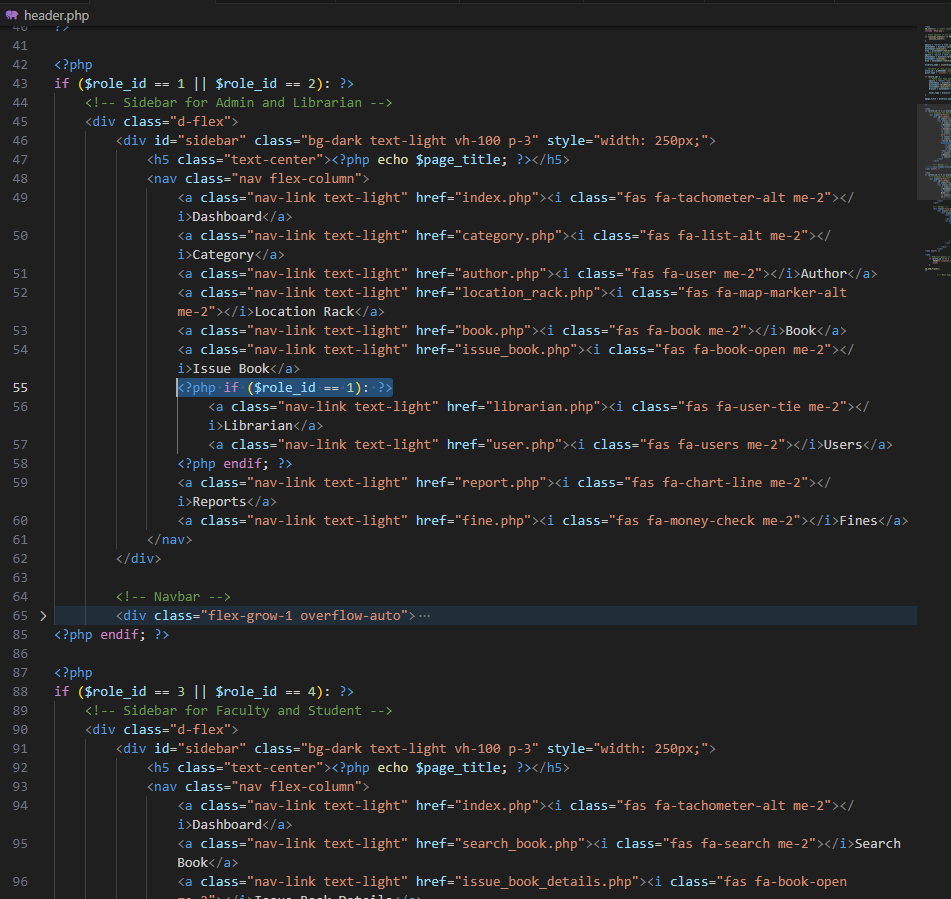 header.php
40 ?>
41
42 <?php
43 if ($role_id == 1 || $role_id == 2): ?>
44 <!-- Sidebar for Admin and Librarian -->
45 <div class="d-flex">
46 <div id="sidebar" class="bg-dark text-light vh-100 p-3" style="width: 250px;">
47 <h5 class="text-center"><?php echo $page_title; ?></h5>
48 <nav class="nav flex-column">
49 <a class="nav-link text-light" href="index.php"><i class="fas fa-tachometer-alt me-2"></
i>Dashboard</a>
50 <a class="nav-link text-light" href="category.php"><i class="fas fa-list-alt me-2"></
i>Category</a>
51 <a class="nav-link text-light" href="author.php"><i class="fas fa-user me-2"></i>Author</a>
52 <a class="nav-link text-light" href="location_rack.php"><i class="fas fa-map-marker-alt
me-2"></i>Location Rack</a>
53 <a class="nav-link text-light" href="book.php"><i class="fas fa-book me-2"></i>Book</a>
54 <a class="nav-link text-light" href="issue_book.php"><i class="fas fa-book-open me-2"></
i>Issue Book</a>
55 <?php if ($role_id == 1): ?>
56 <a class="nav-link text-light" href="librarian.php"><i class="fas fa-user-tie me-2"></
i>Librarian</a>
57 <a class="nav-link text-light" href="user.php"><i class="fas fa-users me-2"></i>Users</a>
58 <?php endif; ?>
59 <a class="nav-link text-light" href="report.php"><i class="fas fa-chart-line me-2"></
i>Reports</a>
60 <a class="nav-link text-light" href="fine.php"><i class="fas fa-money-check me-2"></i>Fines</a>
61 </nav>
62 </div>
63
64 <!-- Navbar -->
65 <div class="flex-grow-1 overflow-auto">···
85 <?php endif; ?>
86
87 <?php
88 if ($role_id == 3 || $role_id == 4): ?>
89 <!-- Sidebar for Faculty and Student -->
90 <div class="d-flex">
91 <div id="sidebar" class="bg-dark text-light vh-100 p-3" style="width: 250px;">
92 <h5 class="text-center"><?php echo $page_title; ?></h5>
93 <nav class="nav flex-column">
94 <a class="nav-link text-light" href="index.php"><i class="fas fa-tachometer-alt me-2"></
i>Dashboard</a>
95 <a class="nav-link text-light" href="search_book.php"><i class="fas fa-search me-2"></i>Search
Book</a>
96 <a class="nav-link text-light" href="issue_book_details.php"><i class="fas fa-book-open
me-2"></i>Issue Book Details</a>